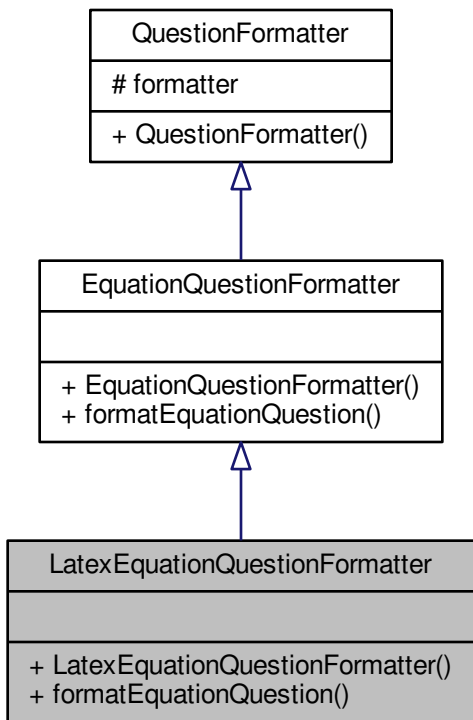 QuestionFormatter
# formatter
+ QuestionFormatter()
EquationQuestionFormatter
+ EquationQuestionFormatter()
+ formatEquationQuestion()
LatexEquationQuestionFormatter
+ LatexEquationQuestionFormatter()
+ formatEquationQuestion()